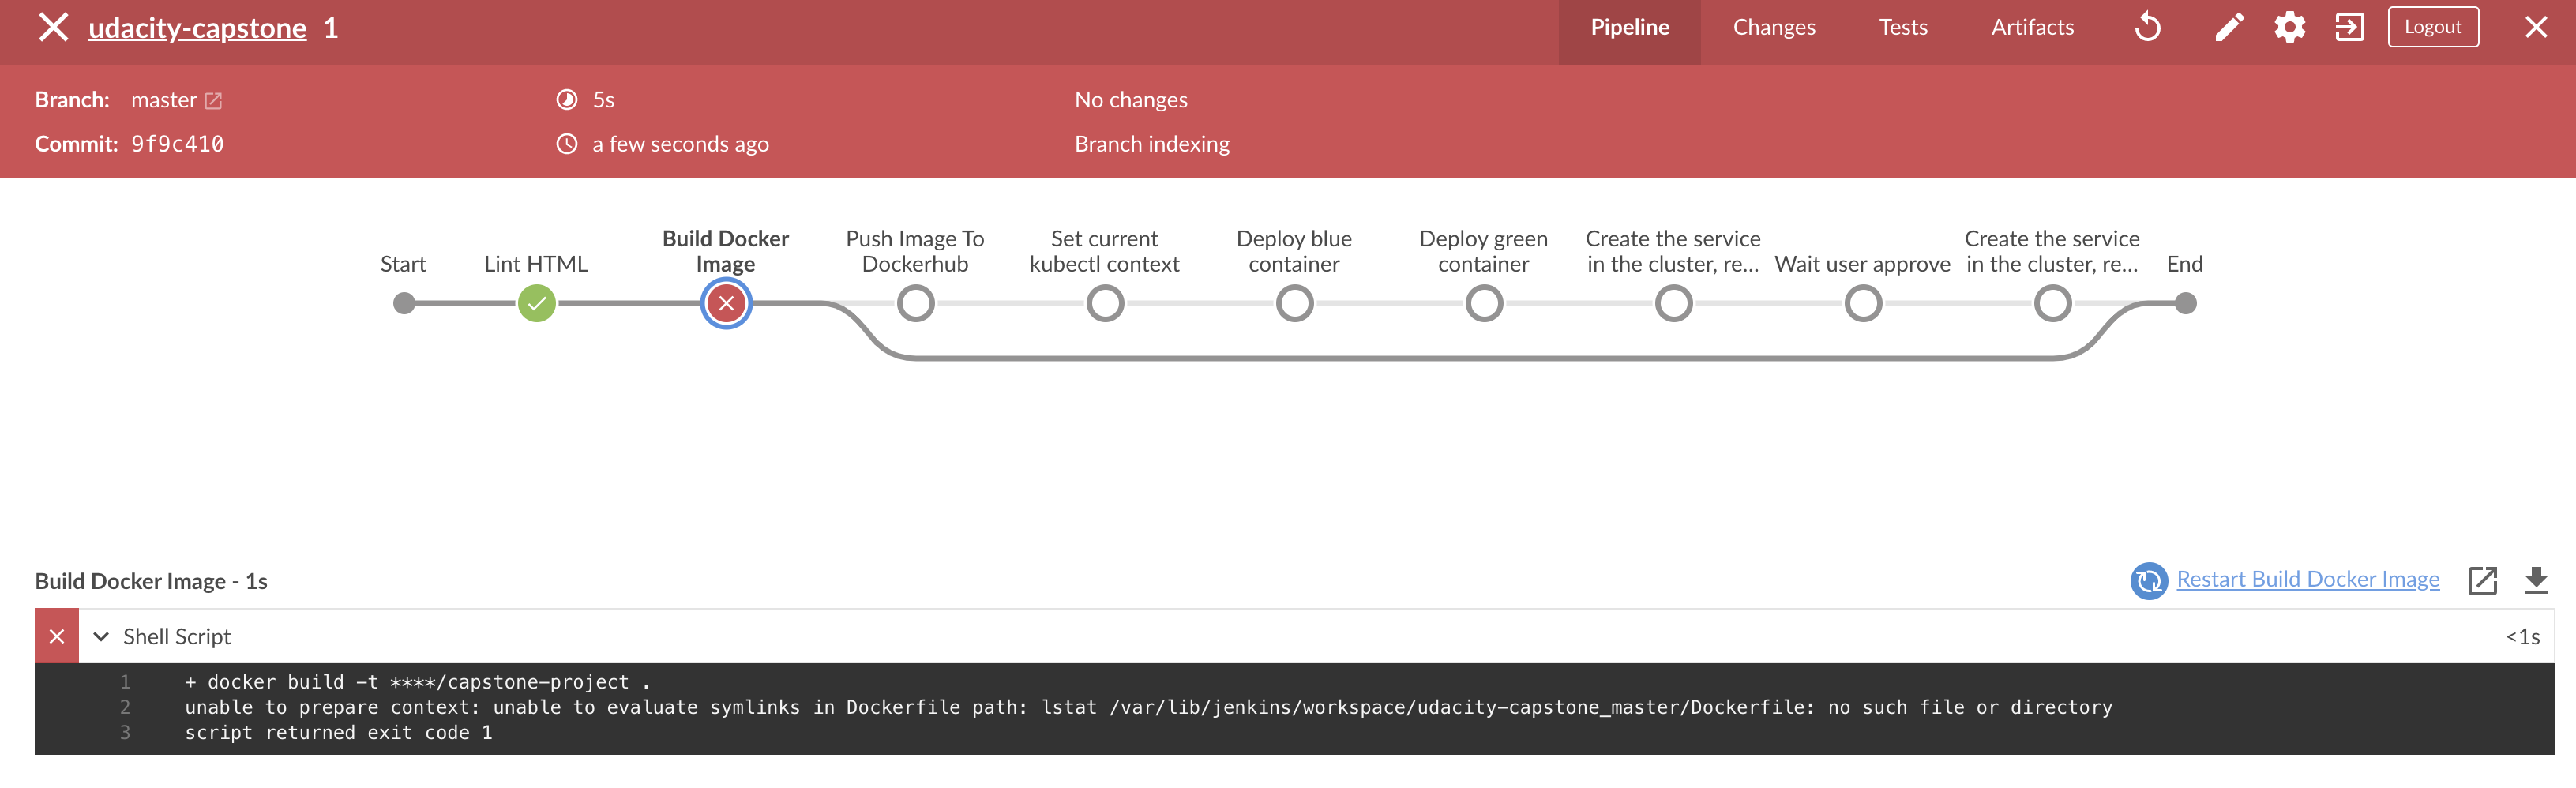 udacity-capstone 1
Pipeline Changes Tests Artifacts Logout
Branch: master 5s No changes
Commit: 9f9c410 a few seconds ago Branch indexing
Start
Lint HTML
Build Docker
Image
Push Image To
Dockerhub
Set current
kubectl context
Deploy blue
container
Deploy green
container
Create the service
in the cluster, re...
Wait user approve
Create the service
in the cluster, re...
End
Build Docker Image - 1s
Restart Build Docker Image
Shell Script <1s
1 + docker build -t ****/capstone-project .
2 unable to prepare context: unable to evaluate symlinks in Dockerfile path: lstat /var/lib/jenkins/workspace/udacity-capstone_master/Dockerfile: no such file or directory
3 script returned exit code 1